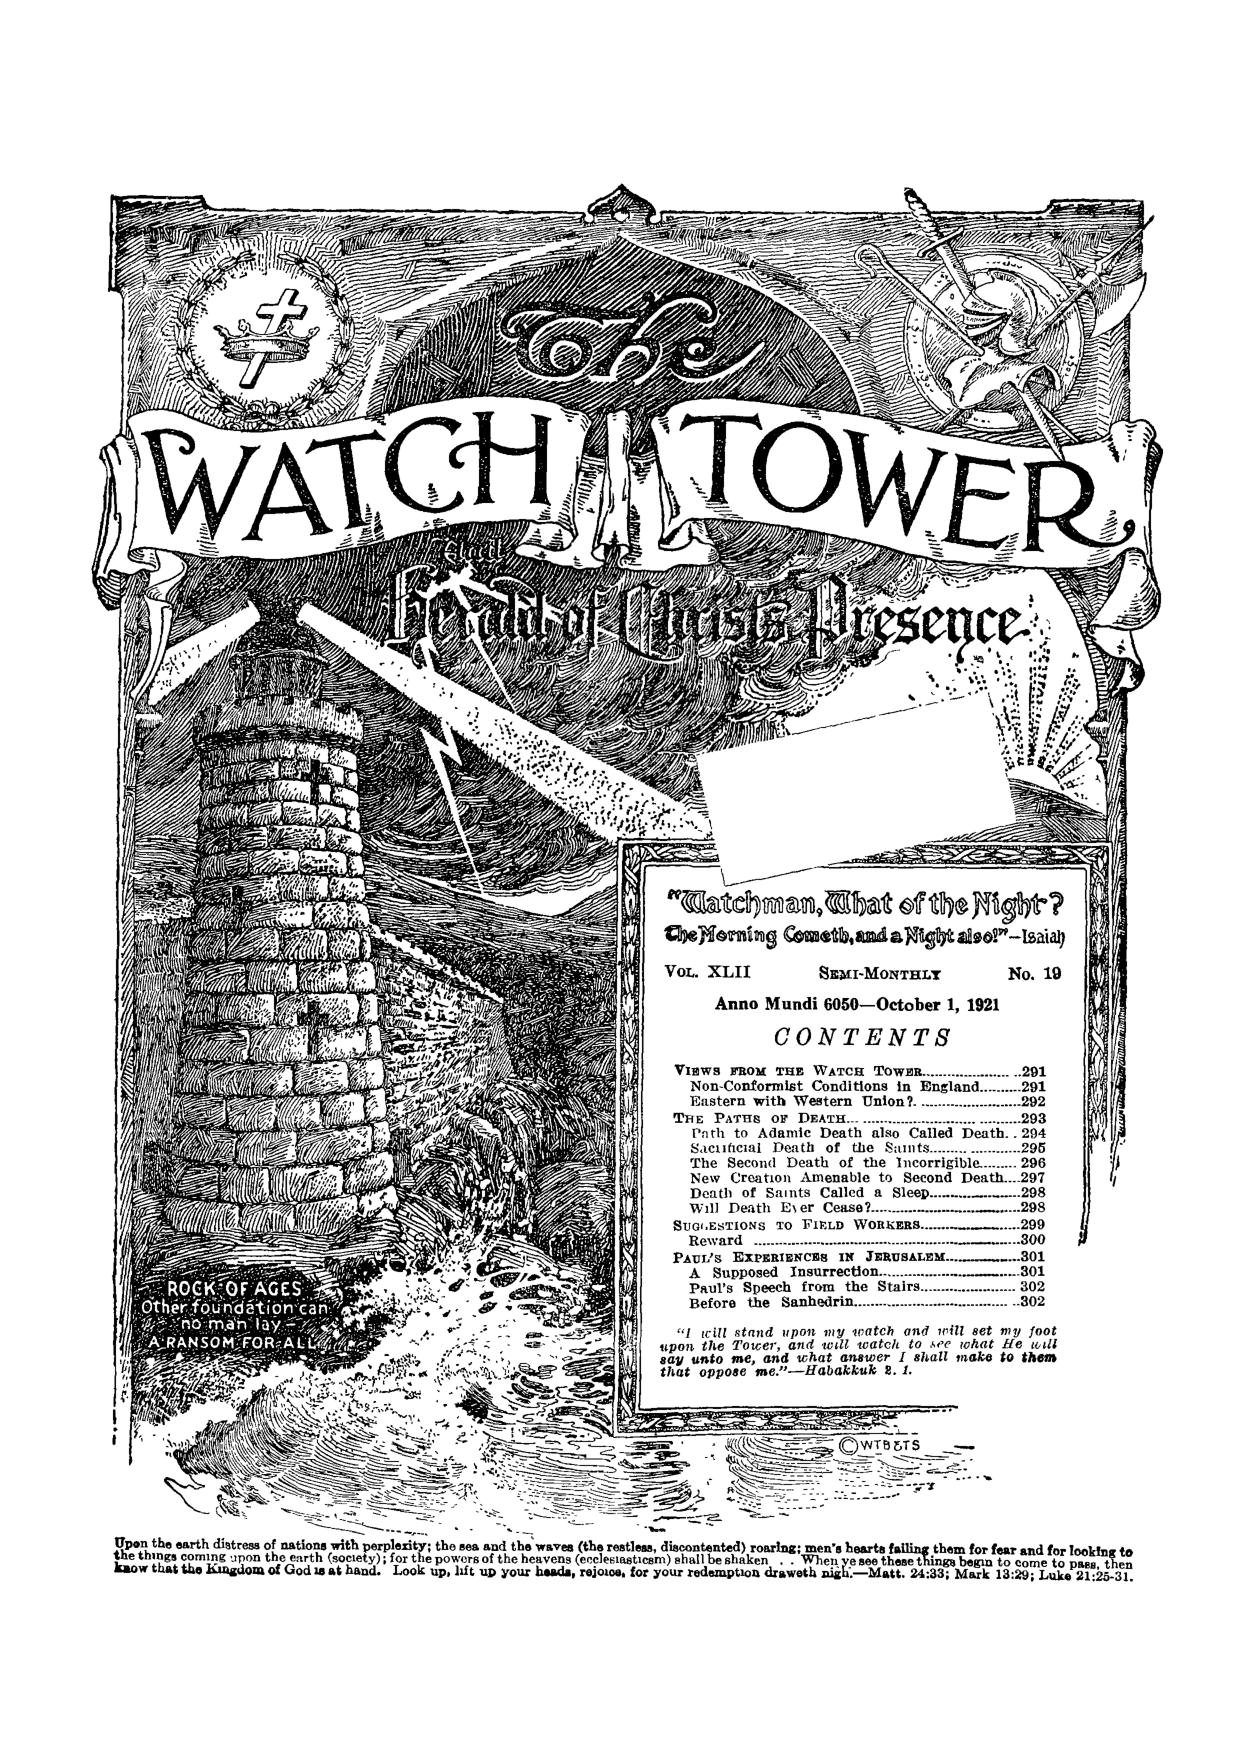 The
WATCH TOWER
And
Herald of Christ's Presence
"Watchman, What of the Night?
The Morning Cometh, and a Night also!"—Isaiah
VOL. XLII SEMI-MONTHLY No. 19
Anno Mundi 6050—October 1, 1921
CONTENTS
VIEWS FROM THE WATCH TOWER 291
Non-Conformist Conditions in England 291
Eastern with Western Union? 292
THE PATHS OF DEATH 293
Path to Adamic Death also Called Death 294
Sacrificial Death of the Saints 295
The Second Death of the Incorrigible 296
New Creation Amenable to Second Death 297
Death of Saints Called a Sleep 298
Will Death Ever Cease? 298
SUGGESTIONS TO FIELD WORKERS 299
Reward 300
PAUL'S EXPERIENCES IN JERUSALEM 301
A Supposed Insurrection 301
Paul's Speech from the Stairs 302
Before the Sanhedrin 302
"I will stand upon my watch and will set my foot
upon the Tower, and will watch to see what He will
say unto me, and what answer I shall make to them
that oppose me."—Habakkuk 2. 1.
ROCK OF AGES
Other foundation can
no man lay—
A RANSOM FOR ALL
©WTB&TS
Upon the earth distress of nations with perplexity; the sea and the waves (the restless, discontented) roaring; men's hearts failing them for fear and for looking to
the things coming upon the earth (society); for the powers of the heavens (ecclesiasticsm) shall be shaken . . When ye see these things begin to come to pass, then
know that the Kingdom of God is at hand. Look up, lift up your heads, rejoice, for your redemption draweth nigh.—Matt. 24:33; Mark 13:29; Luke 21:25-31.